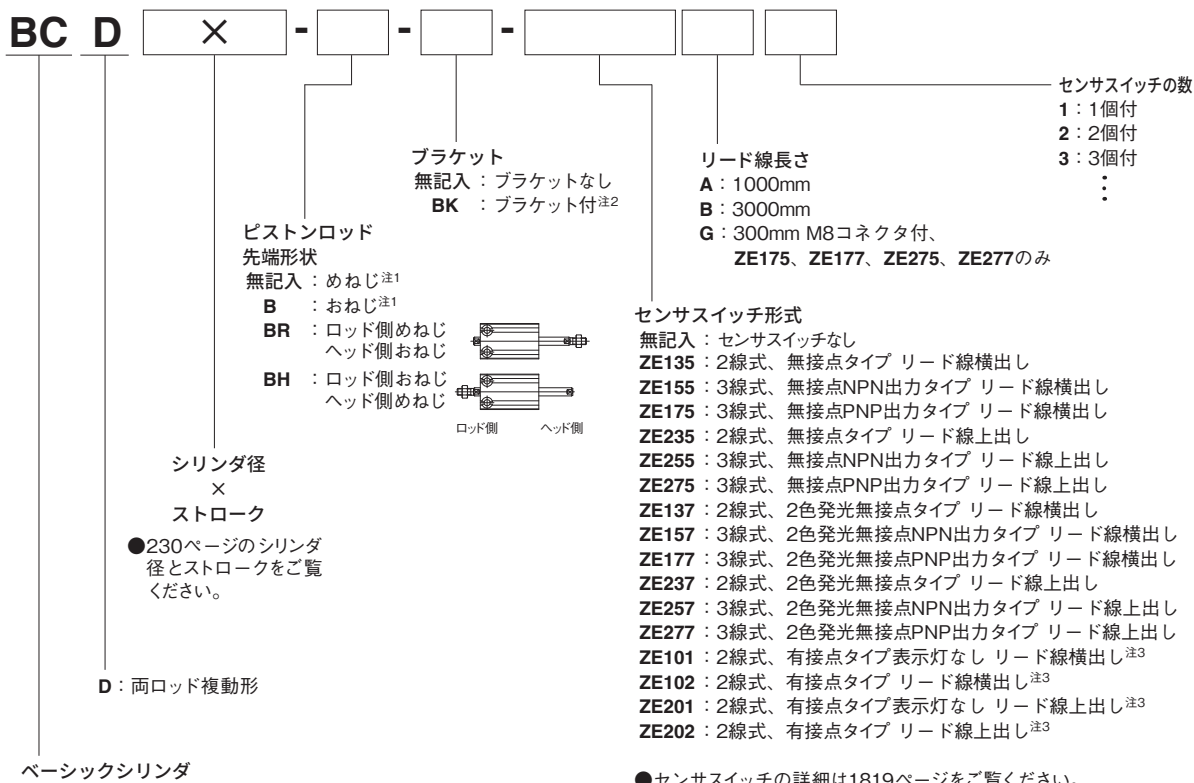 BC D × - - -
センサスイッチの数
1：1個付
2：2個付
3：3個付
⋮
リード線長さ
A：1000mm
B：3000mm
G：300mm M8コネクタ付、
ZE175、ZE177、ZE275、ZE277のみ
ブラケット
無記入：ブラケットなし
BK：ブラケット付注2
ピストンロッド
先端形状
無記入：めねじ注1
B：おねじ注1
BR：ロッド側めねじ
ヘッド側おねじ
BH：ロッド側おねじ
ヘッド側めねじ
ロッド側 ヘッド側
センサスイッチ形式
無記入：センサスイッチなし
ZE135：2線式、無接点タイプ リード線横出し
ZE155：3線式、無接点NPN出力タイプ リード線横出し
ZE175：3線式、無接点PNP出力タイプ リード線横出し
ZE235：2線式、無接点タイプ リード線上出し
ZE255：3線式、無接点NPN出力タイプ リード線上出し
ZE275：3線式、無接点PNP出力タイプ リード線上出し
ZE137：2線式、2色発光無接点タイプ リード線横出し
ZE157：3線式、2色発光無接点NPN出力タイプ リード線横出し
ZE177：3線式、2色発光無接点PNP出力タイプ リード線横出し
ZE237：2線式、2色発光無接点タイプ リード線上出し
ZE257：3線式、2色発光無接点NPN出力タイプ リード線上出し
ZE277：3線式、2色発光無接点PNP出力タイプ リード線上出し
ZE101：2線式、有接点タイプ表示灯なし リード線横出し注3
ZE102：2線式、有接点タイプ リード線横出し注3
ZE201：2線式、有接点タイプ表示灯なし リード線上出し注3
ZE202：2線式、有接点タイプ リード線上出し注3
●センサスイッチの詳細は1819ページをご覧ください。
シリンダ径
×
ストローク
●230ページのシリンダ
径とストロークをご覧
ください。
D：両ロッド複動形
ベーシックシリンダ